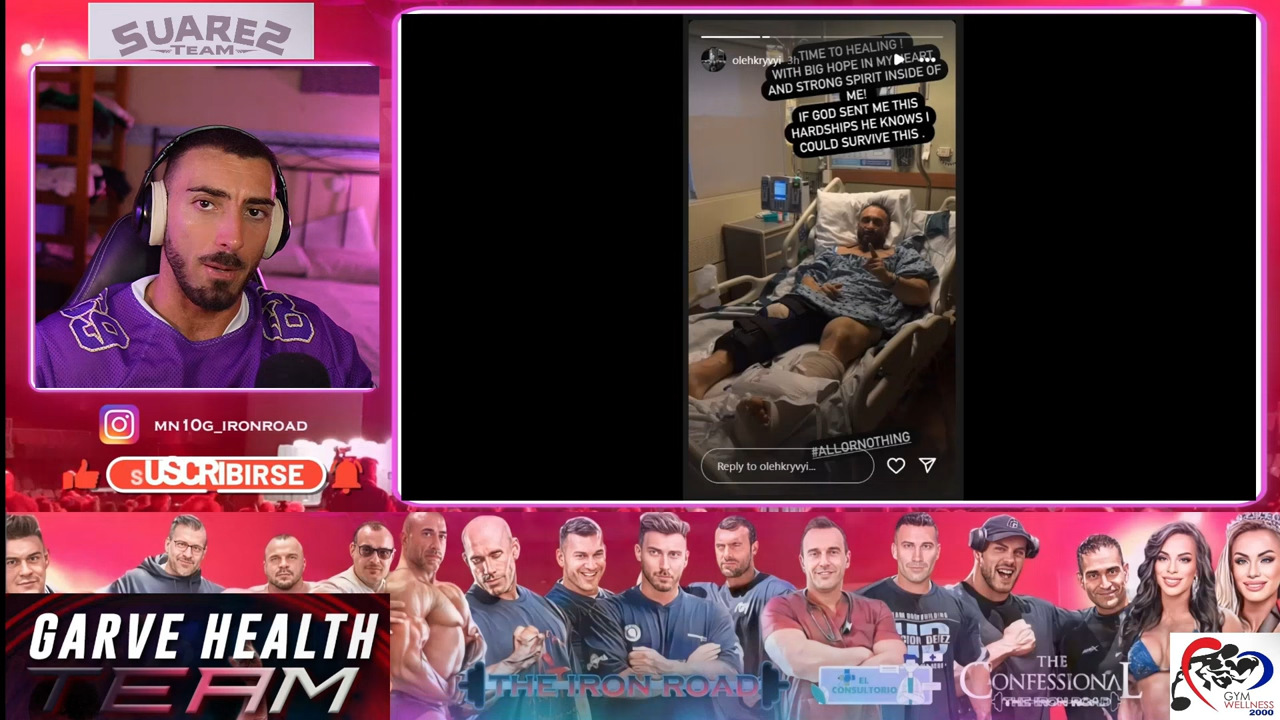 SUAREZ
TEAM
olehkryvyi 3h
TIME TO HEALING !
WITH BIG HOPE IN MY HEART
AND STRONG SPIRIT INSIDE OF
ME!
IF GOD SENT ME THIS
HARDSHIPS HE KNOWS I
COULD SURVIVE THIS .
#ALLORNOTHING
Reply to olehkryvyi...
MN10G_IRONROAD
SUSCRIBIRSE
GARVE HEALTH
TEAM
THE IRON ROAD
EL
CONSULTORIO
THE
CONFESSIONAL
THE IRON ROAD
GYM
WELLNESS
2000